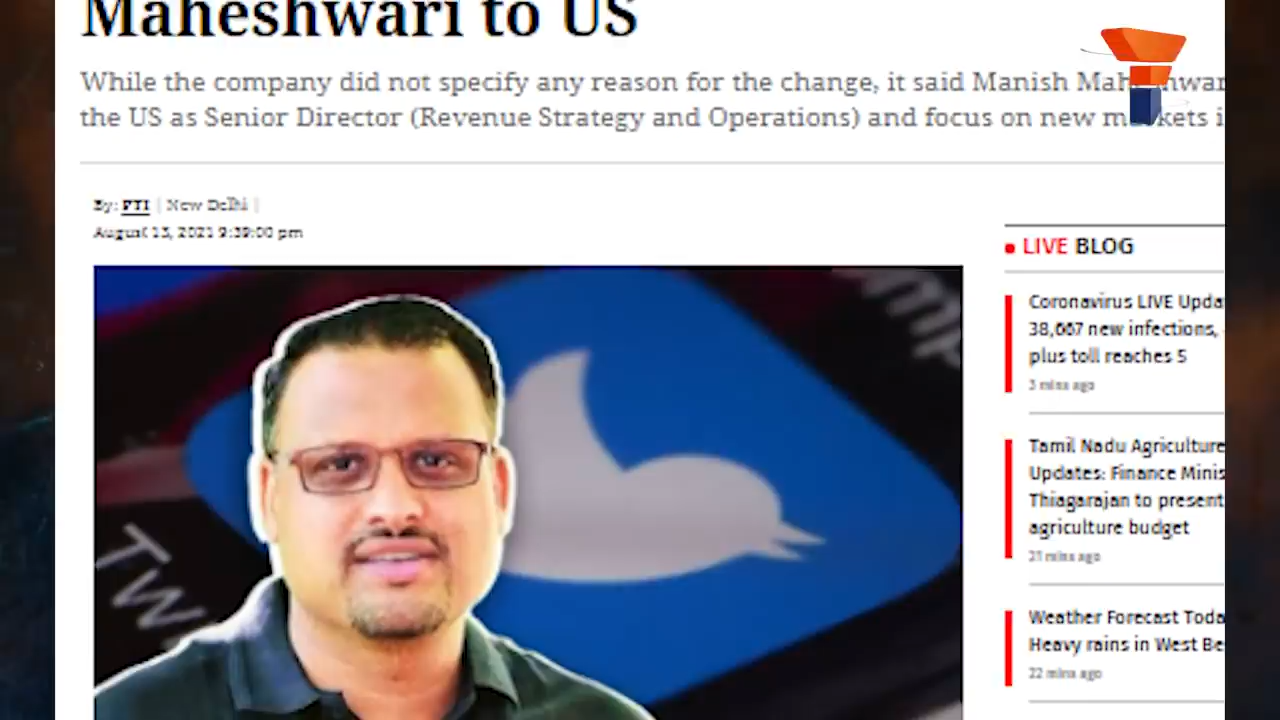 Maheshwari to US
While the company did not specify any reason for the change, it said Manish
the US as Senior Director (Revenue Strategy and Operations) and focus on new
By: PTI | New Delhi |
August 13, 2021 9:39:00 pm
LIVE BLOG
Coronavirus LIVE Upda
38,667 new infections,
plus toll reaches 5
3 mins ago
Tamil Nadu Agriculture
Updates: Finance Minis
Thiagarajan to present
agriculture budget
21 mins ago
Weather Forecast Toda
Heavy rains in West Be
22 mins ago
Tw